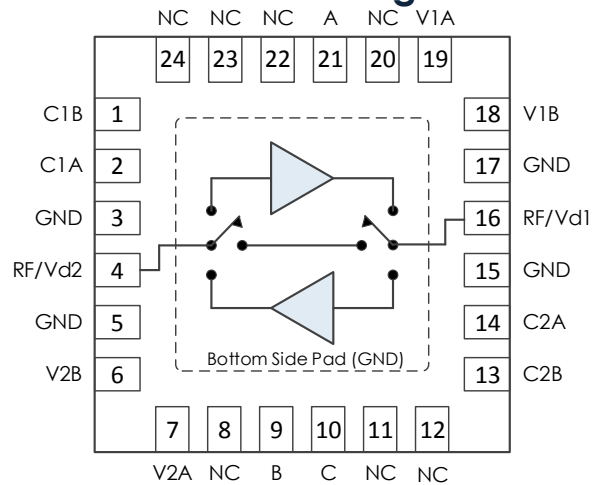 NC NC NC A NC V1A
24 23 22 21 20 19
C1B 1 18 V1B
C1A 2 17 GND
GND 3 16 RF/Vd1
RF/Vd2 4 15 GND
GND 5 14 C2A
V2B 6 13 C2B
Bottom Side Pad (GND)
7 8 9 10 11 12
V2A NC B C NC NC